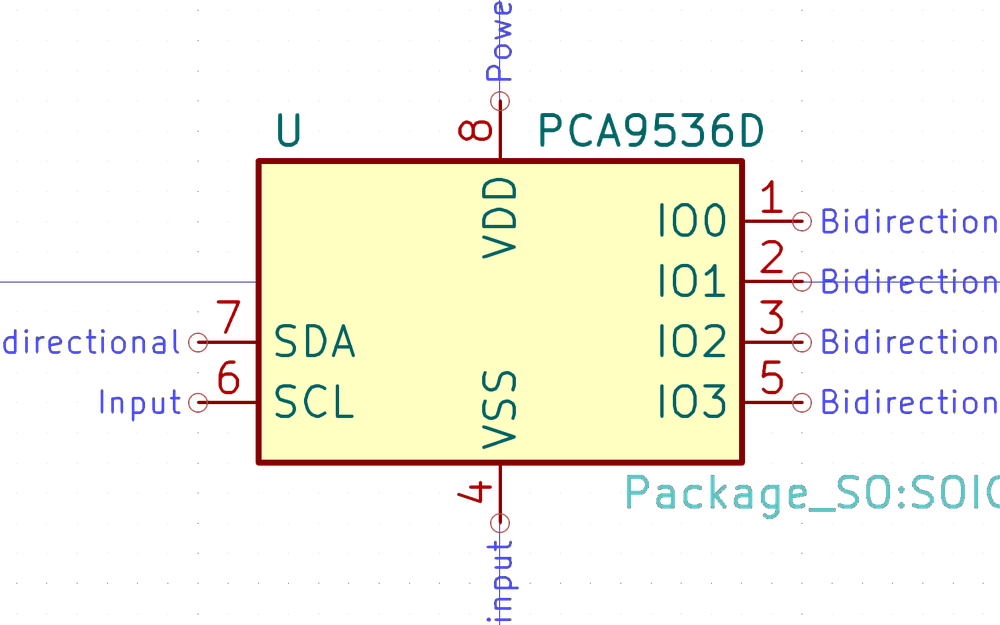 Powe
U
8
PCA9536D
VDD
IO0
1
Bidirection
IO1
2
Bidirection
directional
7
SDA
IO2
3
Bidirection
Input
6
SCL
VSS
IO3
5
Bidirection
4
Package_SO:SOIC
input